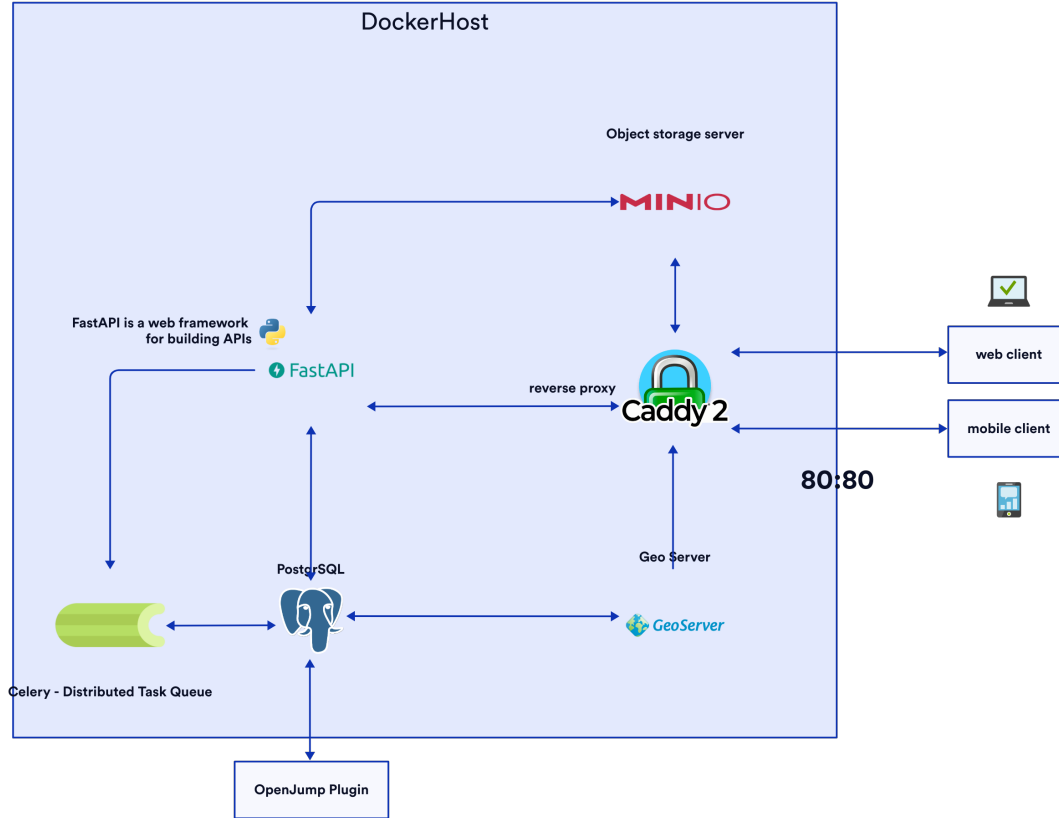 DockerHost
Object storage server
MINIO
FastAPI is a web framework
for building APIs
FastAPI
web client
reverse proxy
Caddy 2
mobile client
80:80
Geo Server
PostgrSQL
GeoServer
Celery - Distributed Task Queue
OpenJump Plugin